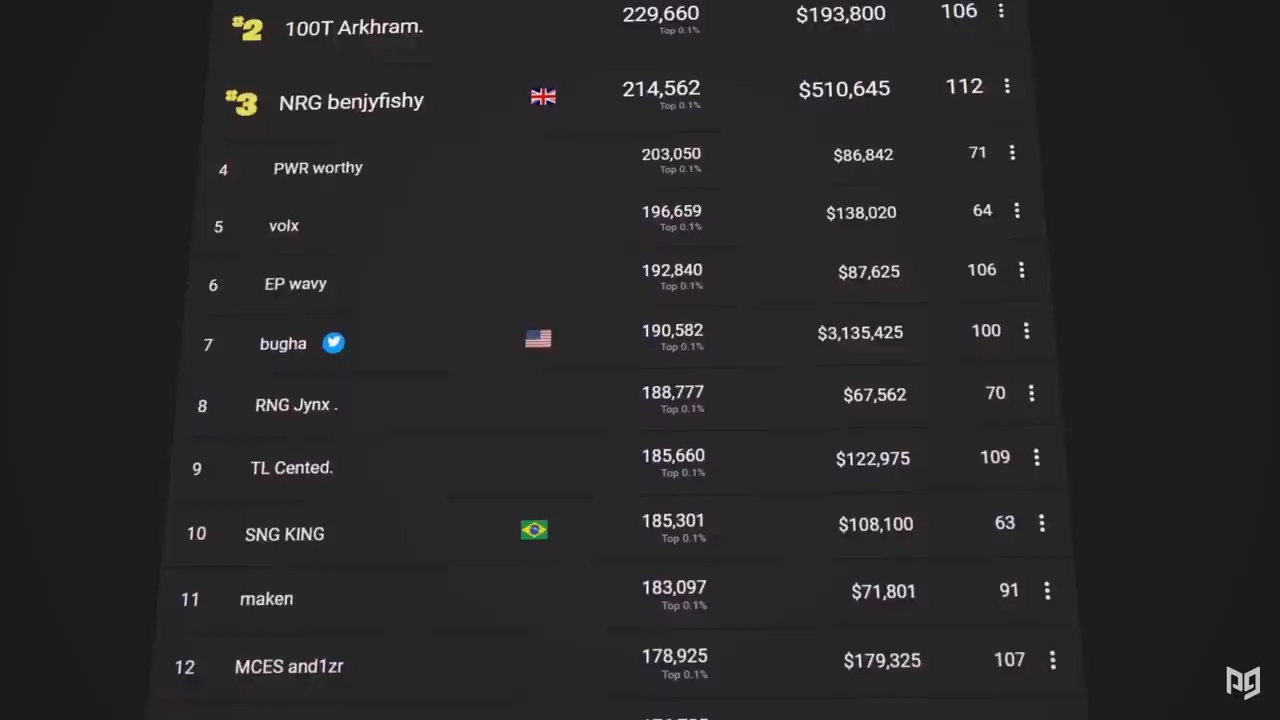 #2 100T Arkhram. 229,660 $193,800 106
Top 0.1%
#3 NRG benjyfishy 214,562 $510,645 112
Top 0.1%
4 PWR worthy 203,050 $86,842 71
Top 0.1%
5 volx 196,659 $138,020 64
Top 0.1%
6 EP wavy 192,840 $87,625 106
Top 0.1%
7 bugha 190,582 $3,135,425 100
Top 0.1%
8 RNG Jynx . 188,777 $67,562 70
Top 0.1%
9 TL Cented. 185,660 $122,975 109
Top 0.1%
10 SNG KING 185,301 $108,100 63
Top 0.1%
11 maken 183,097 $71,801 91
Top 0.1%
12 MCES and1zr 178,925 $179,325 107
Top 0.1%